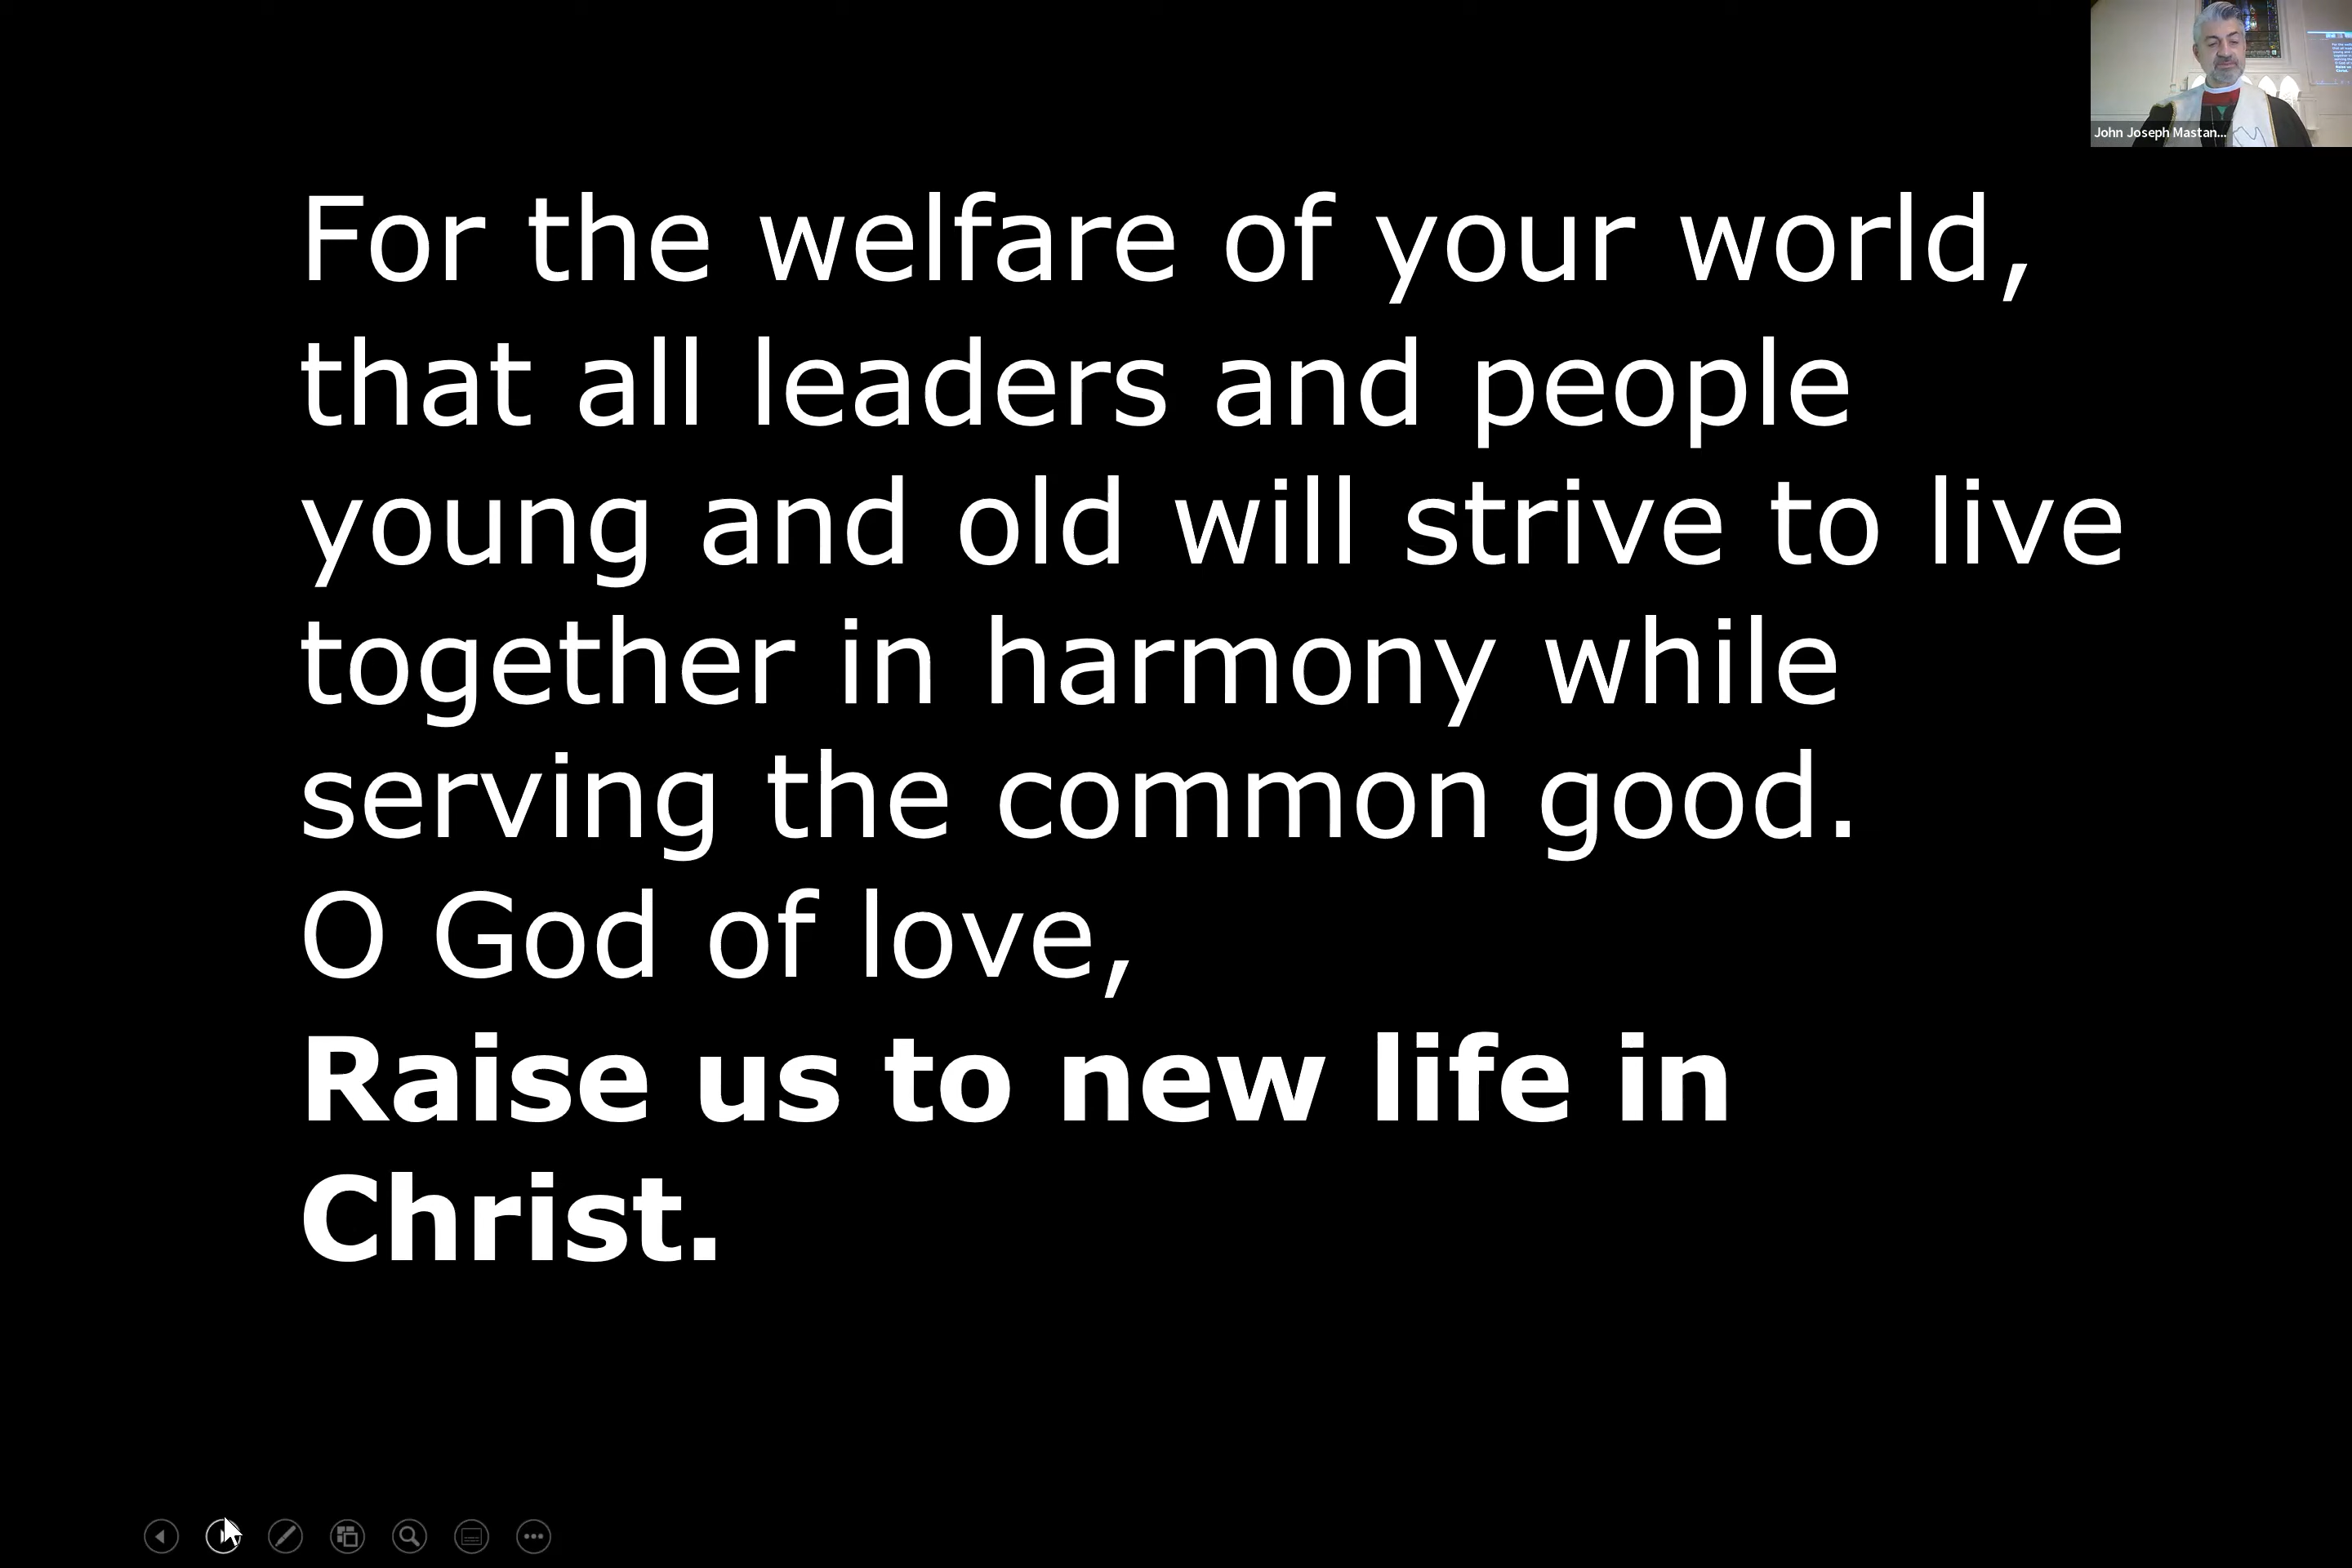 John Joseph Mastan...
For the welfare of your world,
that all leaders and people
young and old will strive to live
together in harmony while
serving the common good.
O God of love,
Raise us to new life in
Christ.